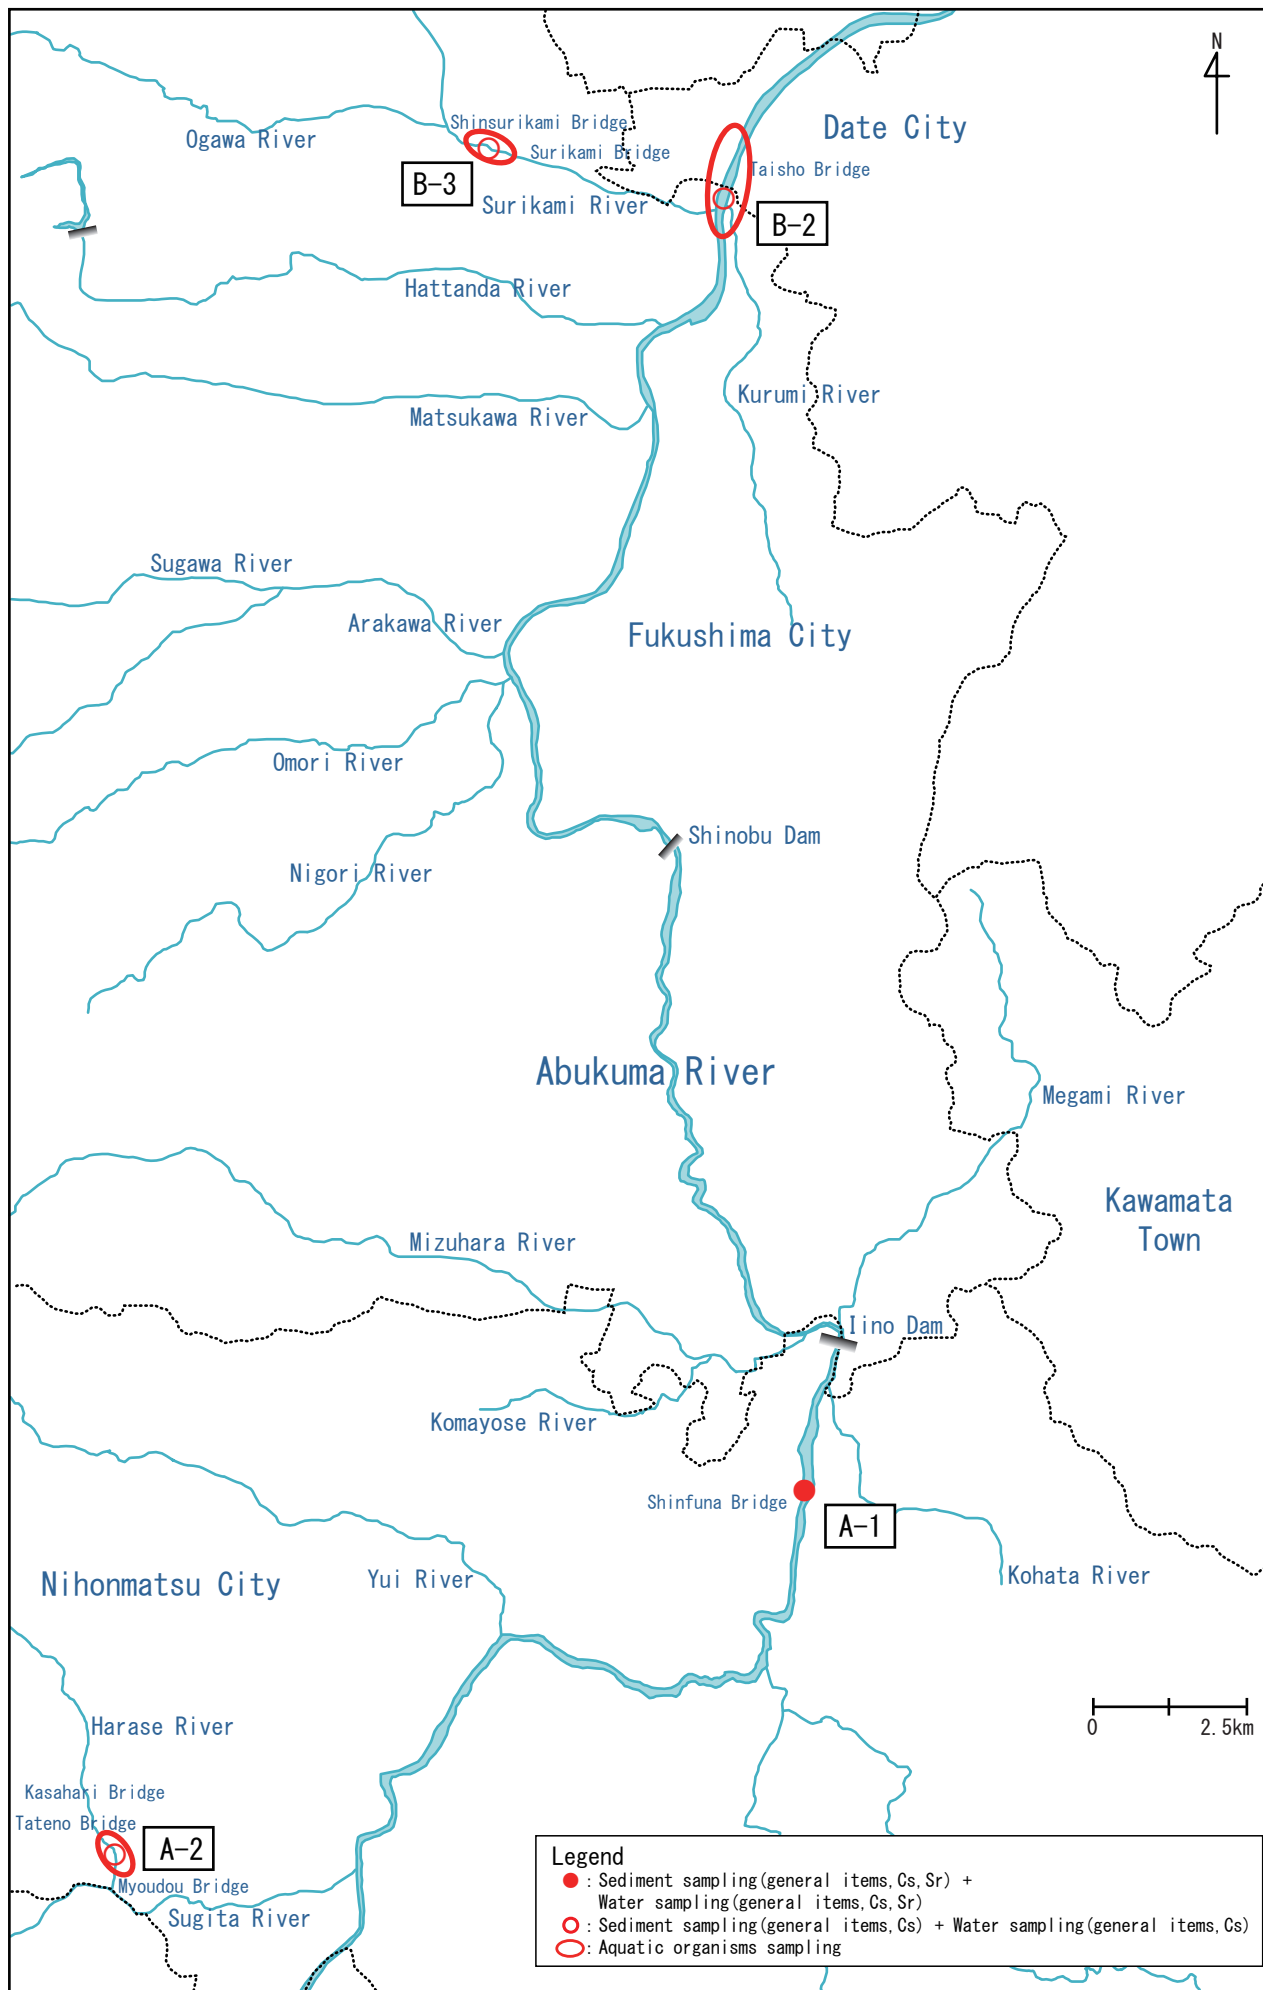 N
Date City
Shinsurikami Bridge
Ogawa River
Surikami Bridge
Taisho Bridge
B-3
Surikami River
B-2
Hattanda River
Kurumi River
Matsukawa River
Sugawa River
Arakawa River
Fukushima City
Omori River
Shinobu Dam
Nigori River
Abukuma River
Megami River
Kawamata
Town
Mizuhara River
Iino Dam
Komayose River
Shinfuna Bridge
A-1
Kohata River
Nihonmatsu City
Yui River
Harase River
0 2.5km
Kasahari Bridge
Tateno Bridge
A-2
Myoudou Bridge
Sugita River
Legend
: Sediment sampling(general items,Cs,Sr) +
Water sampling(general items,Cs,Sr)
: Sediment sampling(general items,Cs) + Water sampling(general items,Cs)
: Aquatic organisms sampling